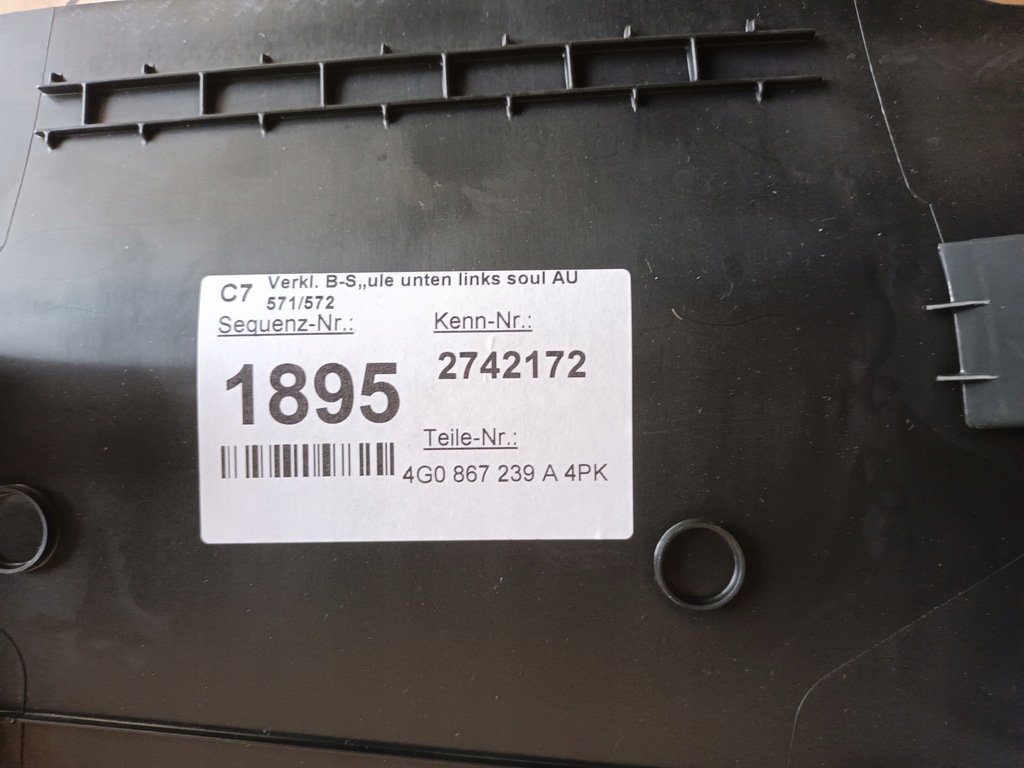 C7 Verkl. B-S„ule unten links soul AU
571/572
Sequenz-Nr.: Kenn-Nr.:
1895 2742172
Teile-Nr.:
4G0 867 239 A 4PK